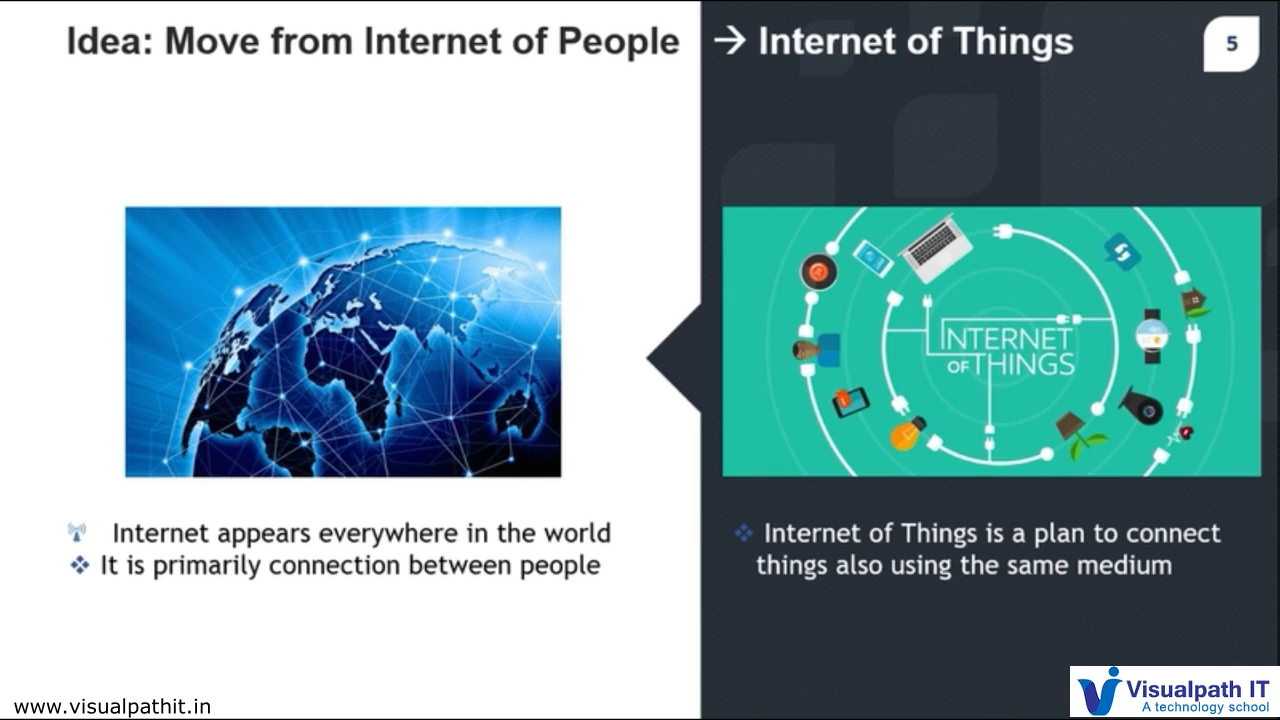 Idea: Move from Internet of People → Internet of Things
5
INTERNET
OF THINGS
Internet appears everywhere in the world
❖ It is primarily connection between people
❖ Internet of Things is a plan to connect
things also using the same medium
www.visualpathit.in
Visualpath IT
A technology school